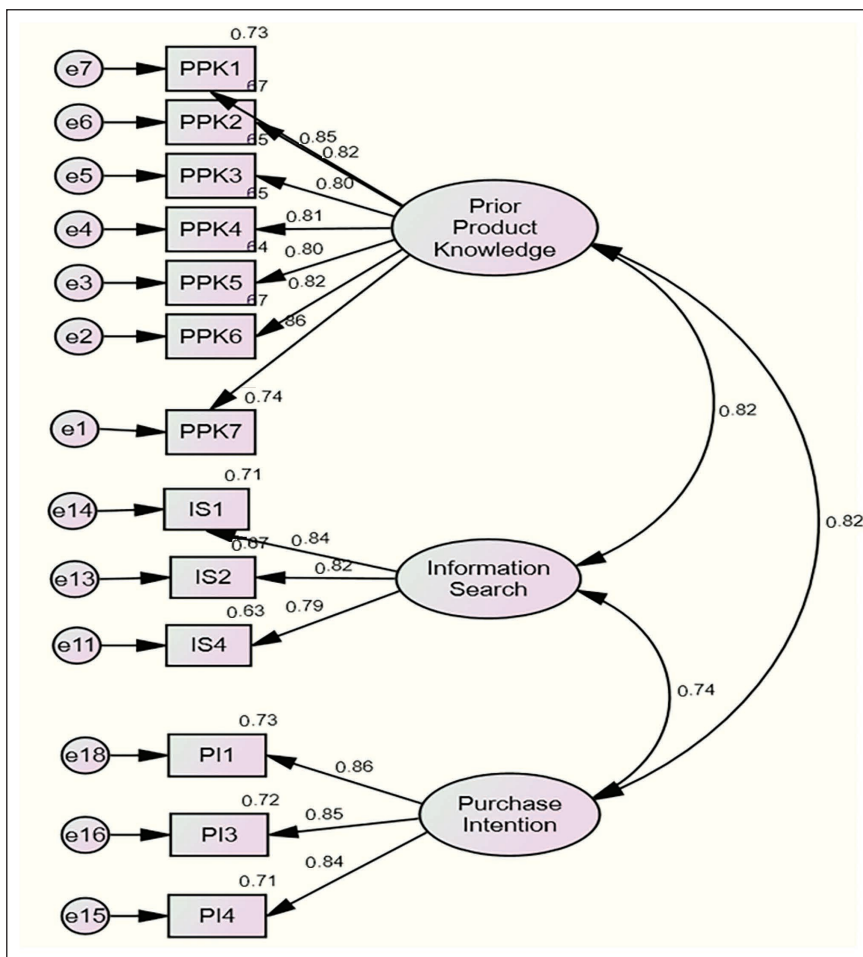 0.73
e7
PPK1
67
e6
PPK2
0.85
0.82
65
e5
PPK3
0.80
65
Prior
Product
Knowledge
e4
PPK4
0.81
64
e3
PPK5
0.80
67
0.82
e2
PPK6
86
0.74
e1
PPK7
0.82
0.82
0.71
e14
IS1
0.84
0.67
e13
IS2
0.82
Information
Search
0.63
0.79
e11
IS4
0.74
0.73
e18
PI1
0.86
0.72
e16
PI3
0.85
Purchase
Intention
0.84
0.71
e15
PI4